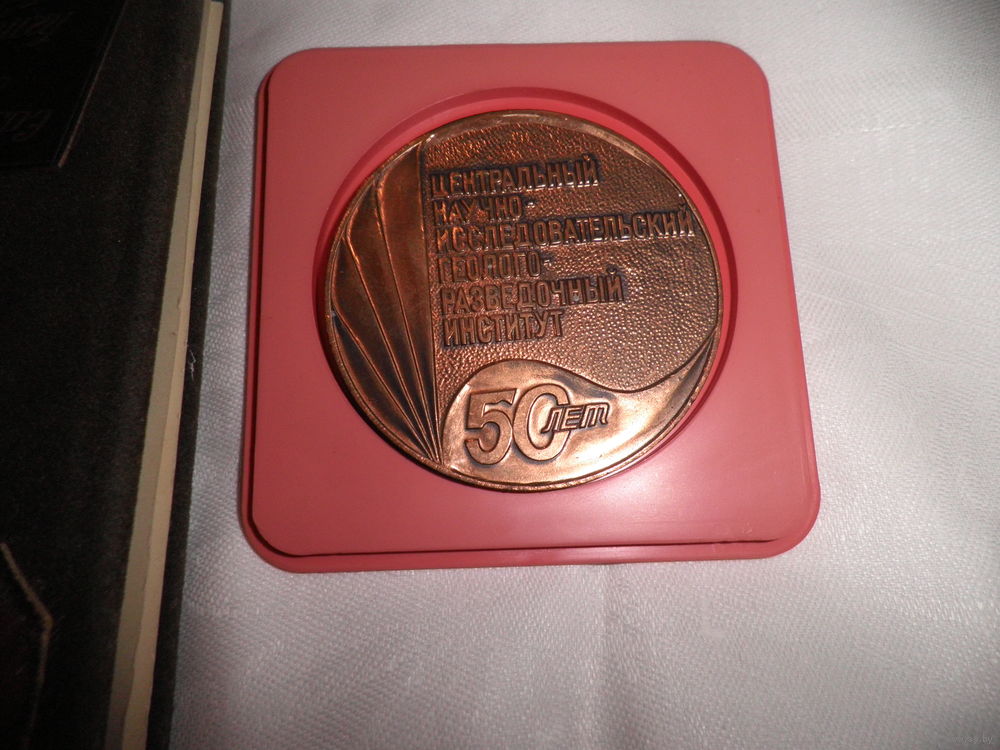 ЦЕНТРАЛЬНЫЙ
НАУЧНО-
ИССЛЕДОВАТЕЛЬСКИЙ
ГЕОЛОГО-
РАЗВЕДОЧНЫЙ
ИНСТИТУТ
50 ЛЕТ